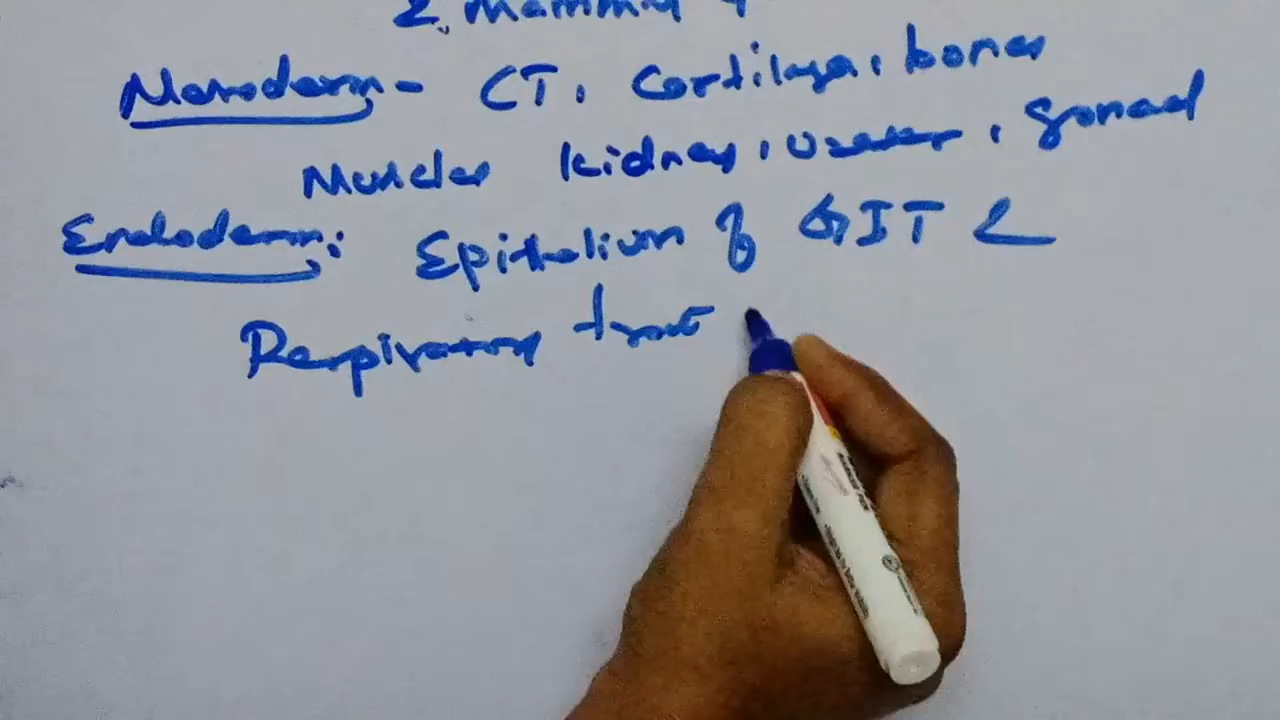 Mesoderm - CT, Cartilage, bones
Muscles kidney, Ureter, gonad
Endoderm: Epithelium of GIT &
Respiratory tract